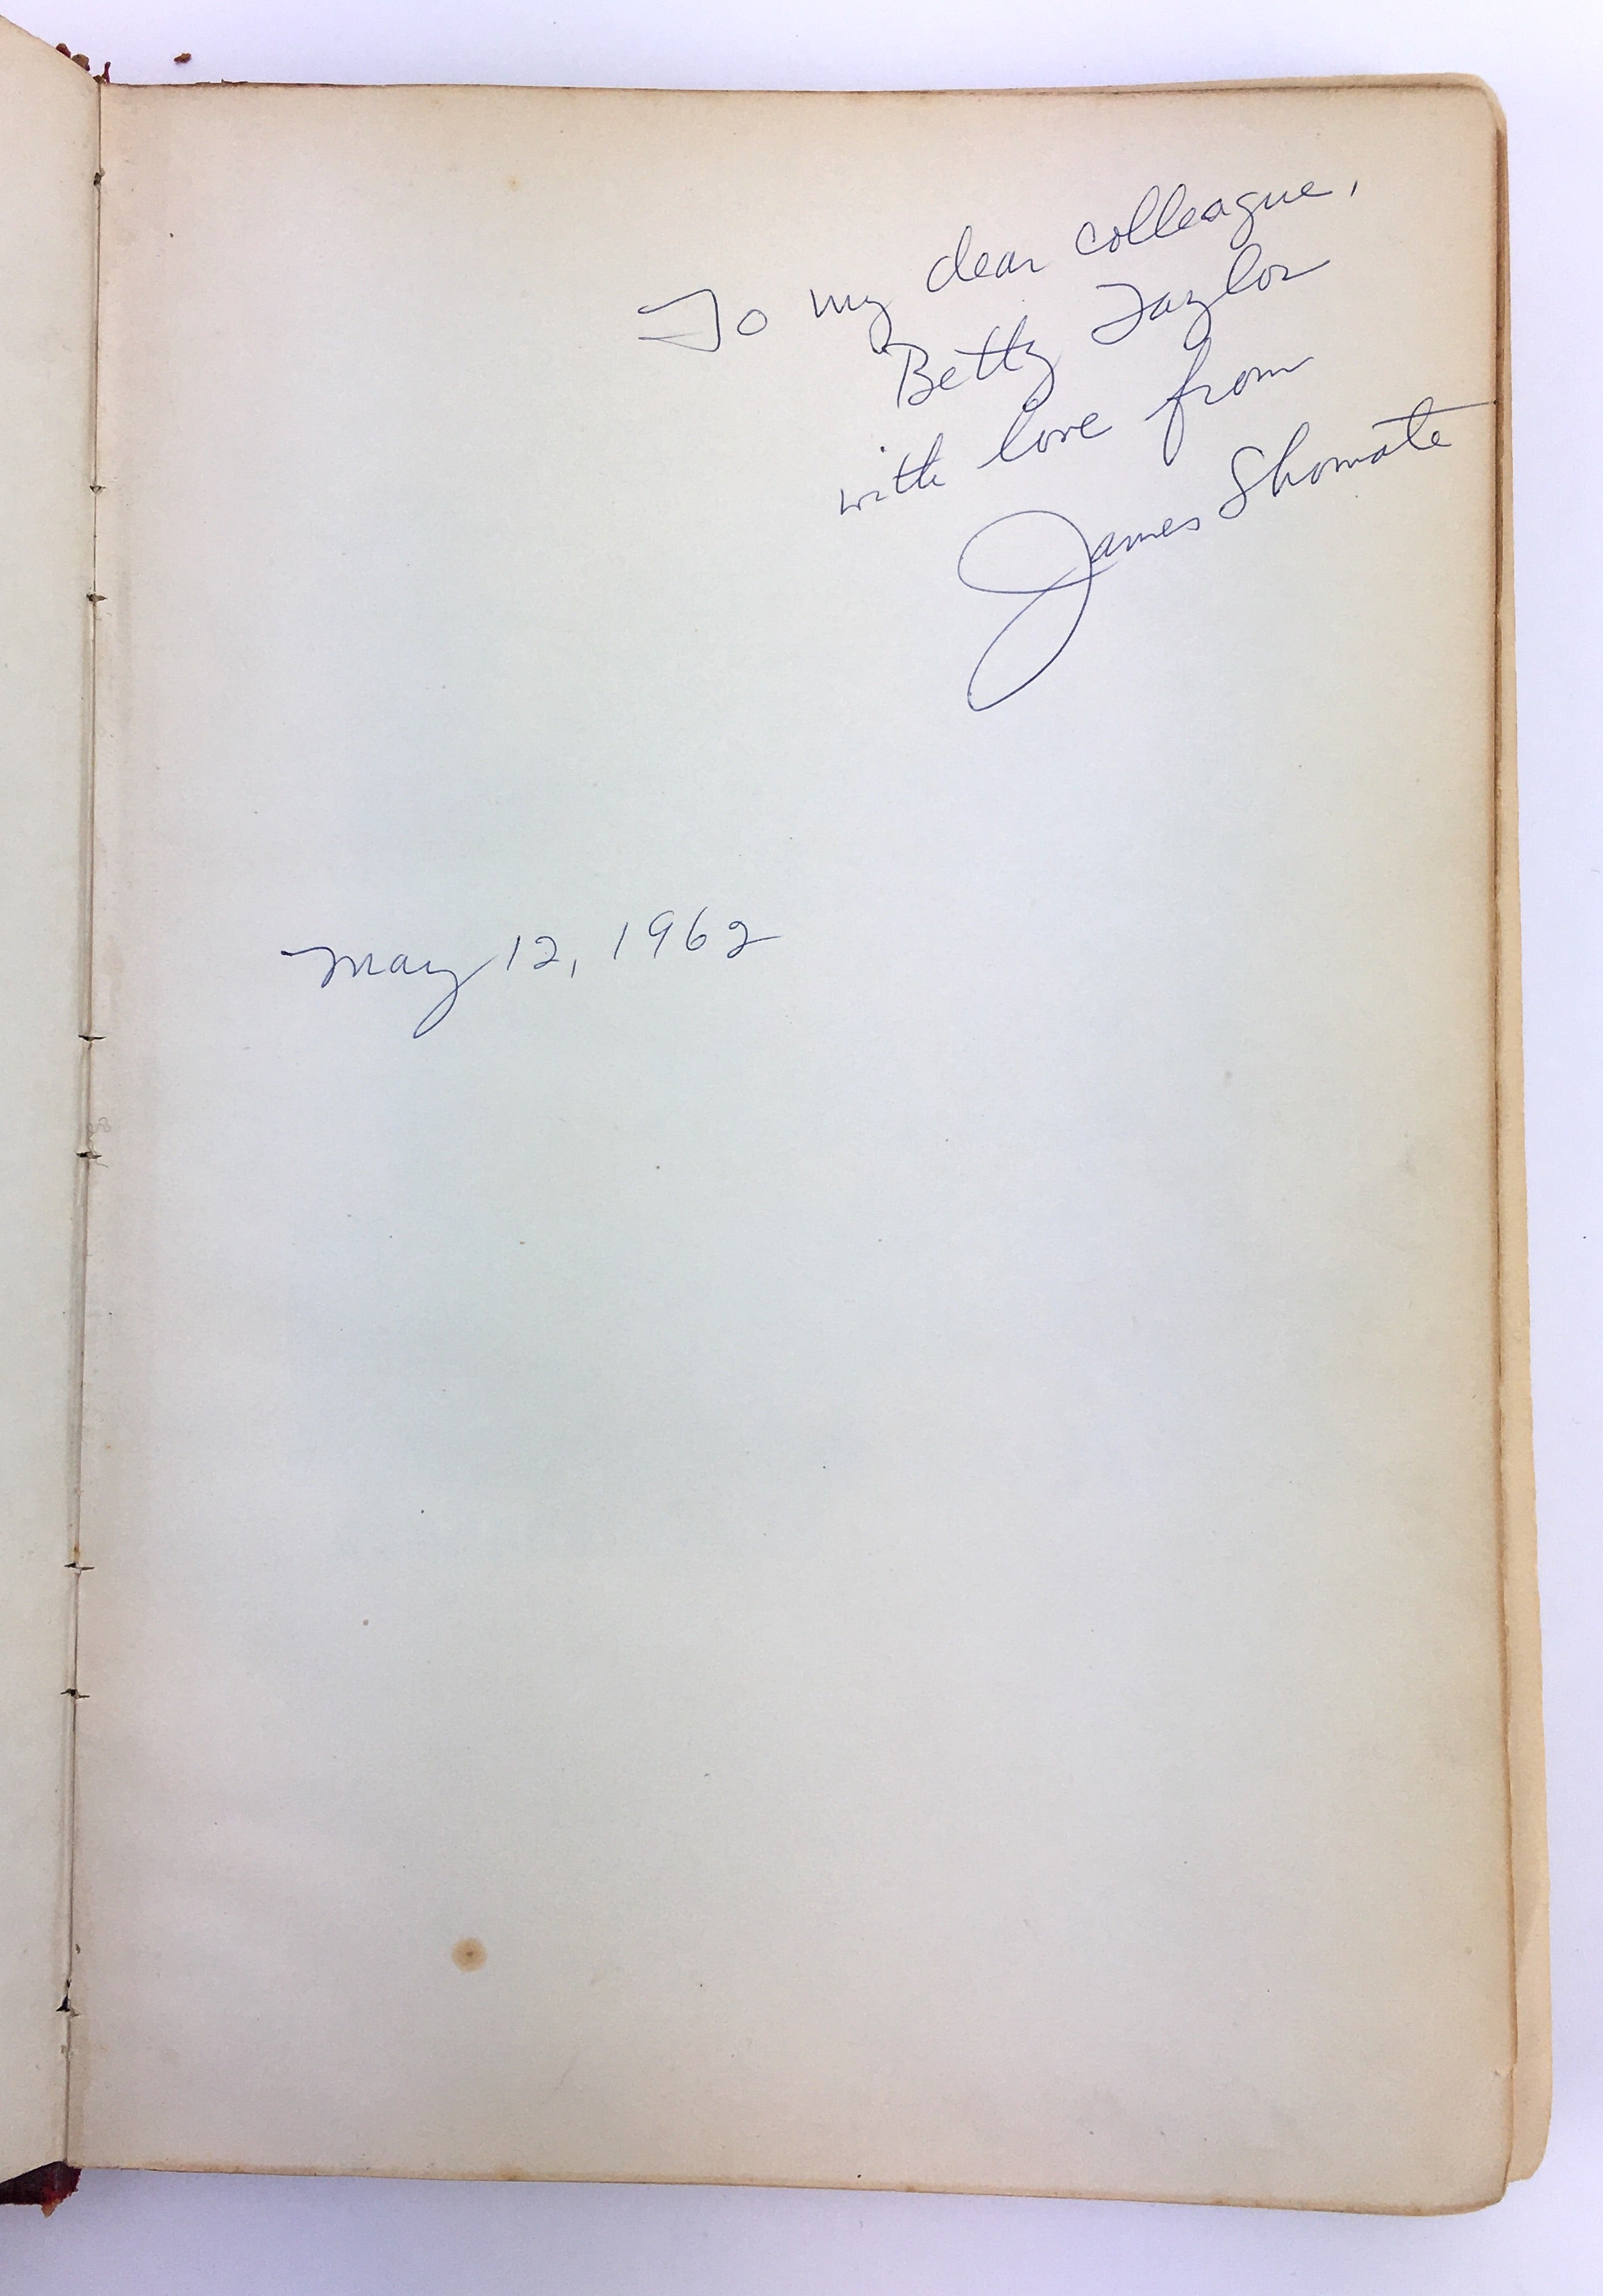 To my dear colleague,
Betty Taylor
with love from
James Shomate
May 12, 1962